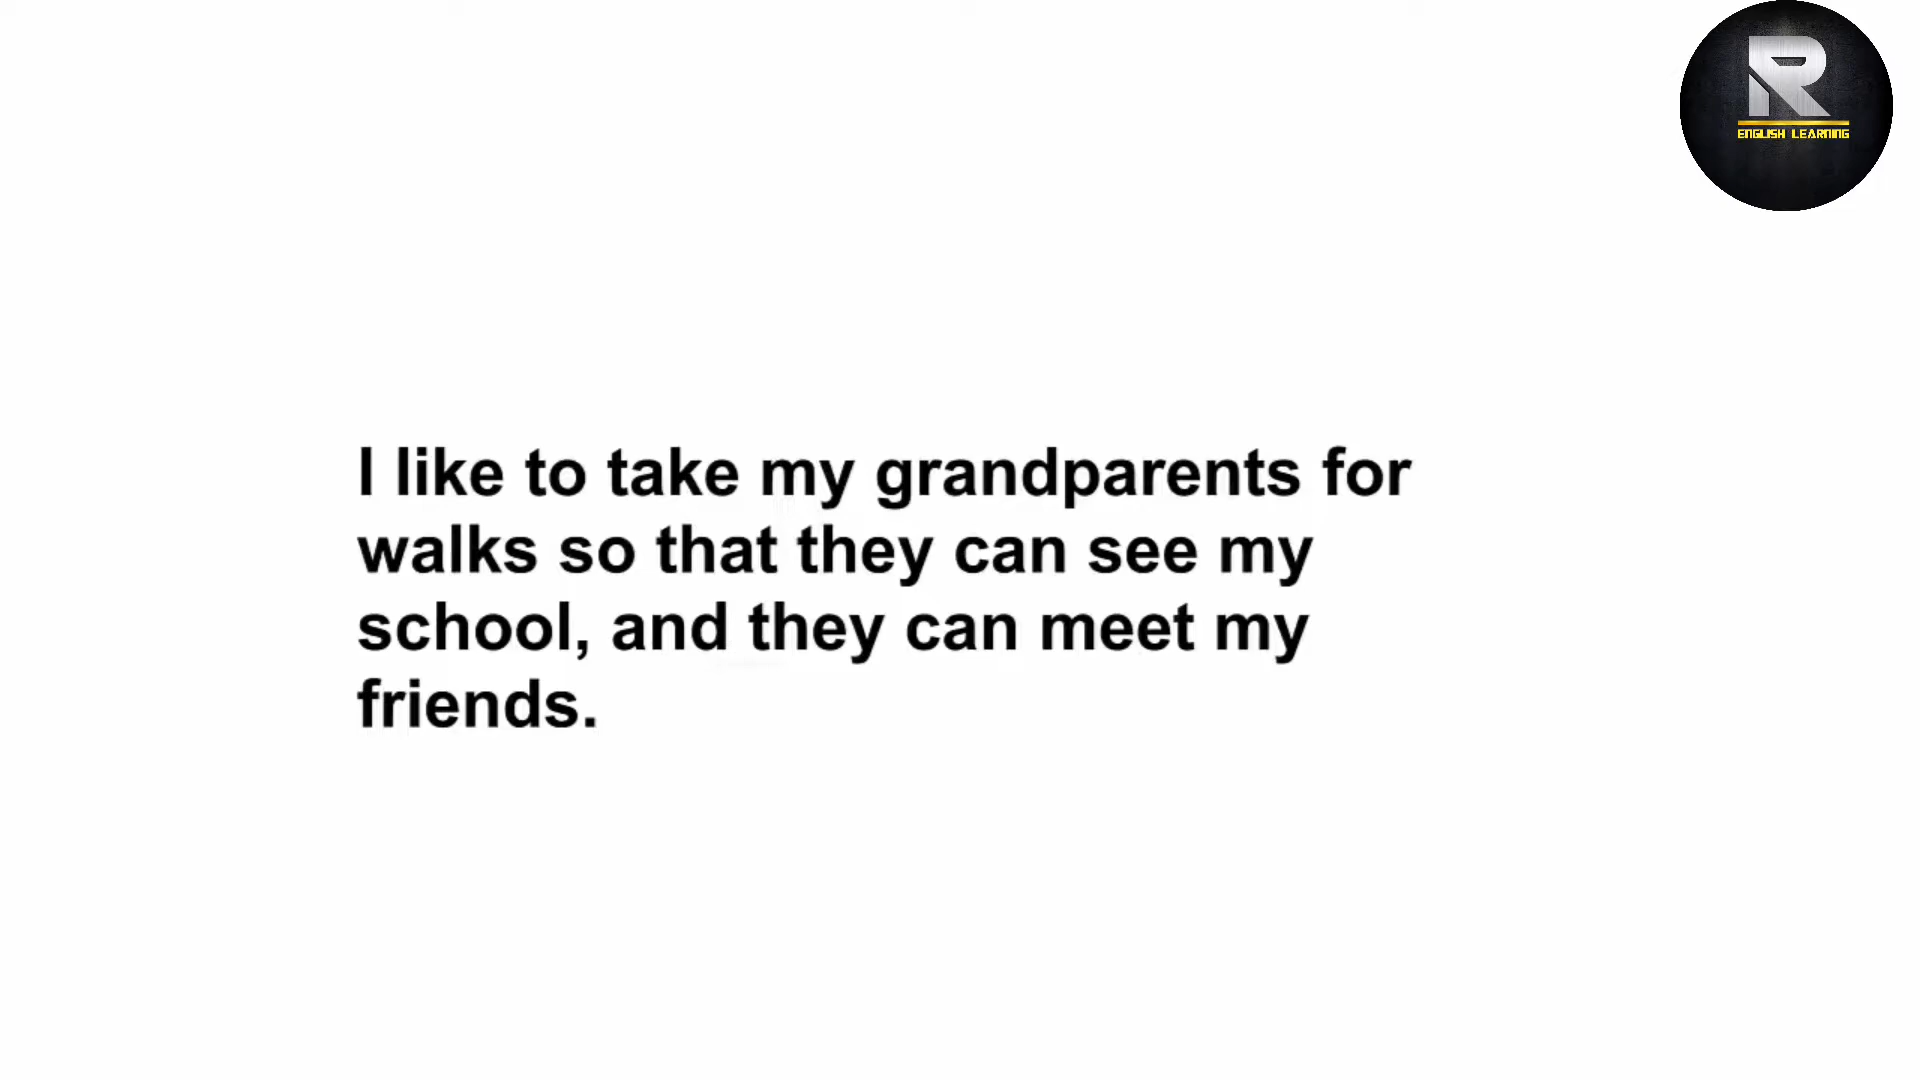 R
ENGLISH LEARNING
I like to take my grandparents for
walks so that they can see my
school, and they can meet my
friends.